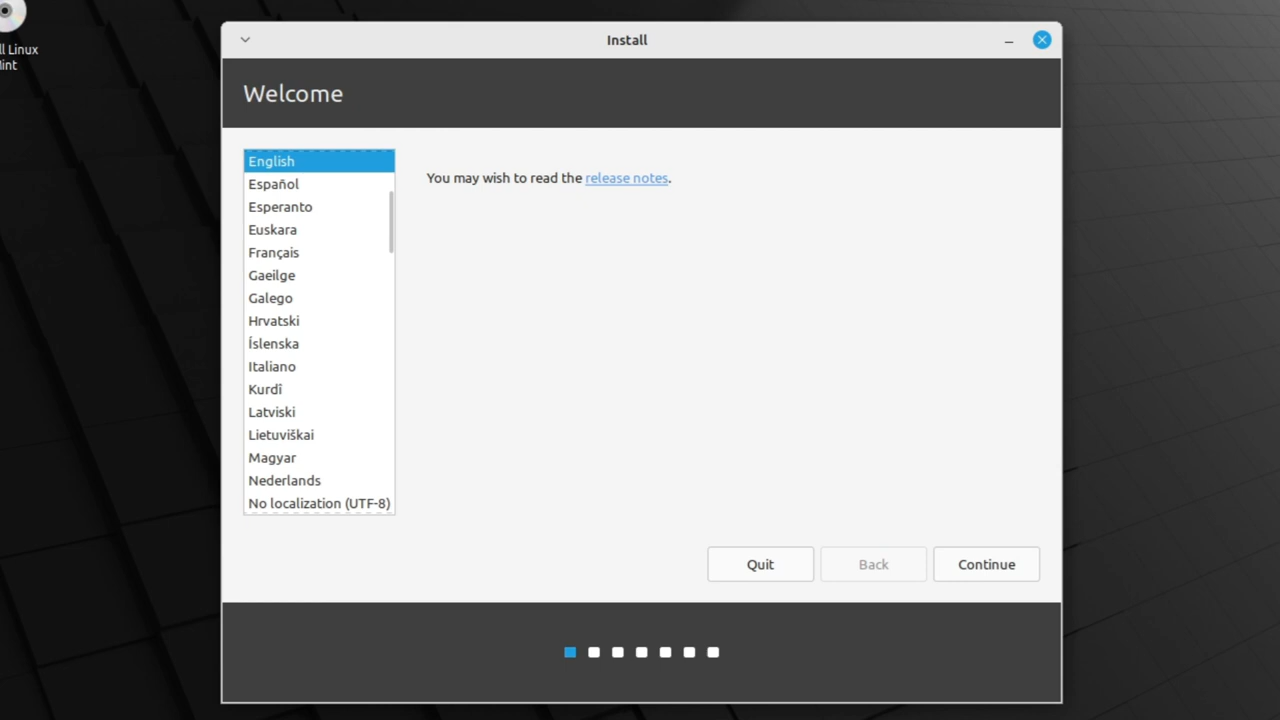 ll Linux
lint
Install
Welcome
English
Español
Esperanto
Euskara
Français
Gaeilge
Galego
Hrvatski
Íslenska
Italiano
Kurdî
Latviski
Lietuviškai
Magyar
Nederlands
No localization (UTF-8)
You may wish to read the release notes.
Quit
Back
Continue